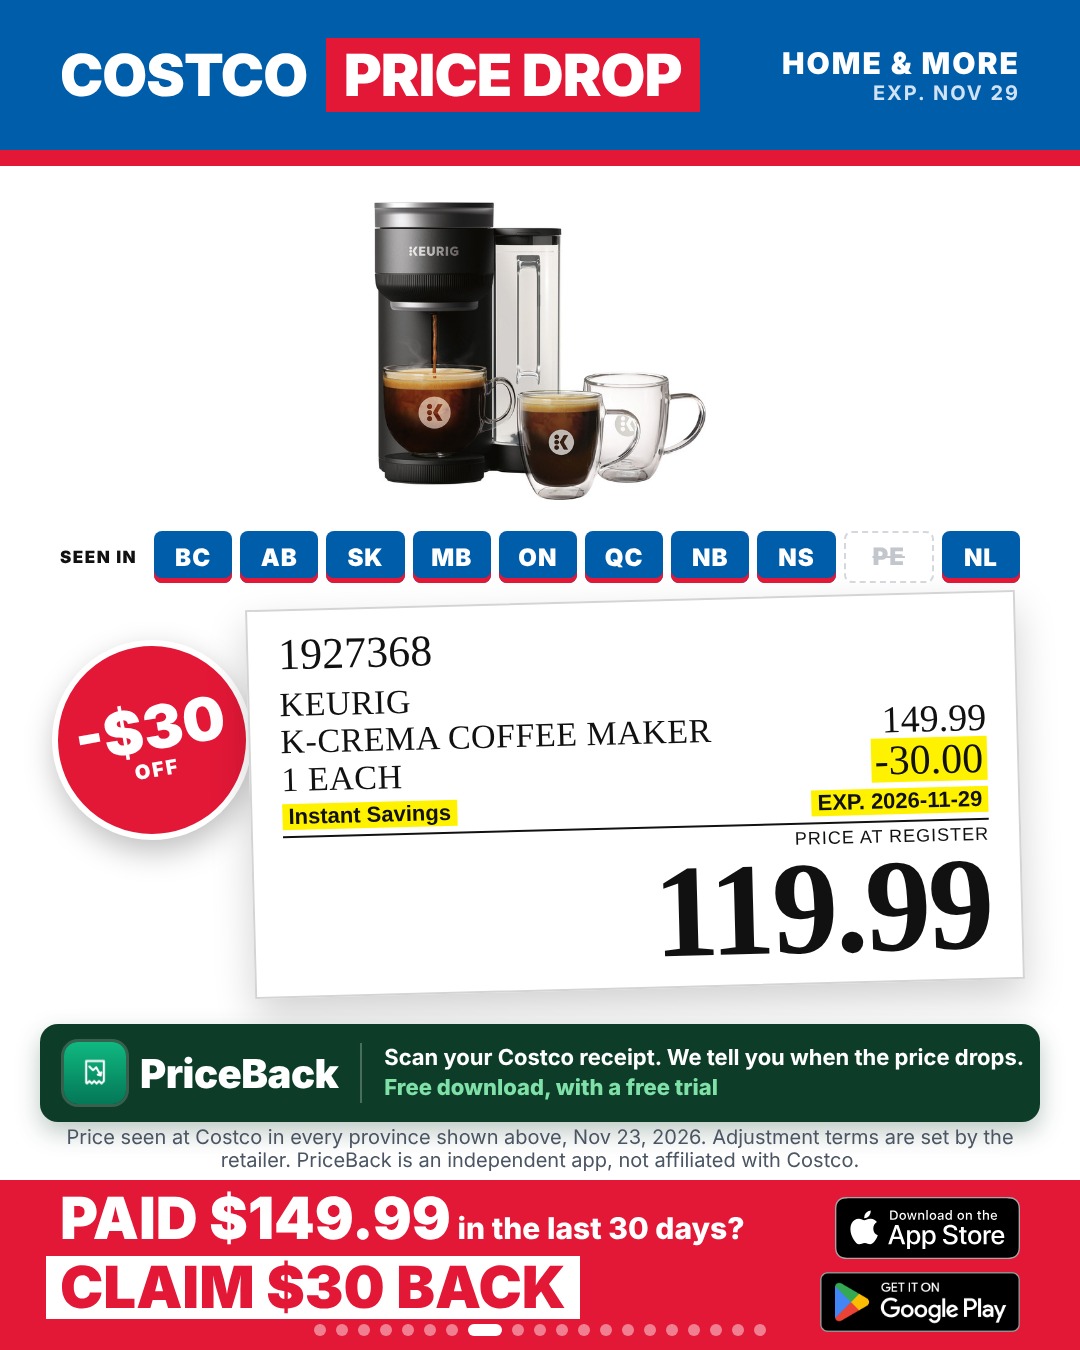 COSTCO PRICE DROP
HOME & MORE
EXP. NOV 29
KEURIG
SEEN IN BC AB SK MB ON QC NB NS PE NL
-$30
OFF
1927368
KEURIG
K-CREMA COFFEE MAKER
1 EACH
Instant Savings
149.99
-30.00
EXP. 2026-11-29
PRICE AT REGISTER
119.99
PriceBack
Scan your Costco receipt. We tell you when the price drops.
Free download, with a free trial
Price seen at Costco in every province shown above, Nov 23, 2026. Adjustment terms are set by the
retailer. PriceBack is an independent app, not affiliated with Costco.
PAID $149.99 in the last 30 days?
CLAIM $30 BACK
Download on the
App Store
GET IT ON
Google Play